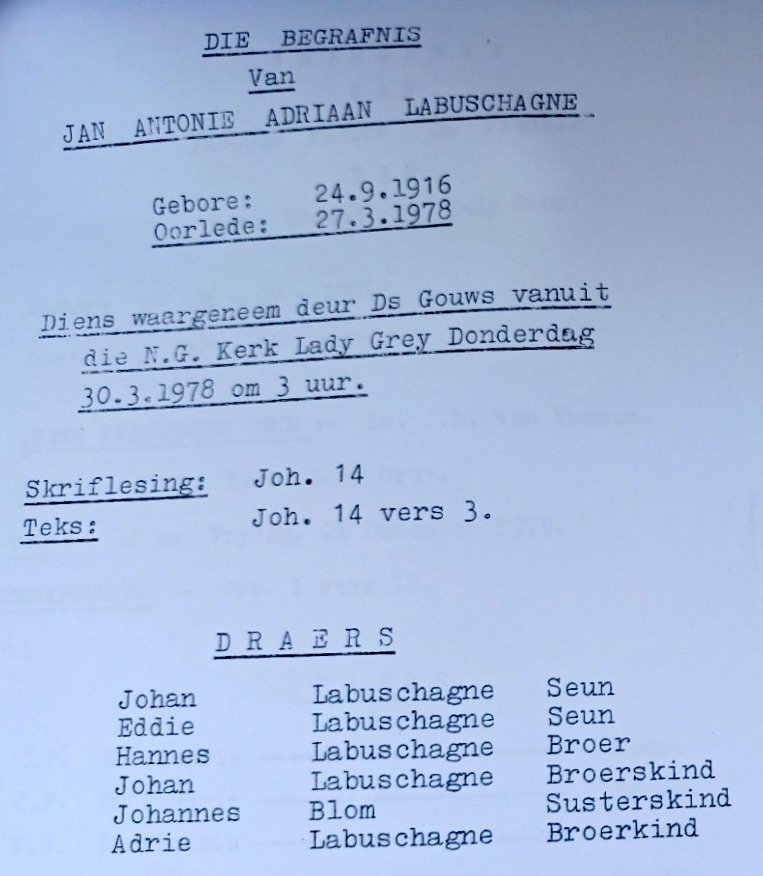 DIE BEGRAFNIS
Van
JAN ANTONIE ADRIAAN LABUSCHAGNE
Gebore: 24.9.1916
Oorlede: 27.3.1978
Diens waargeneem deur Ds Gouws vanuit
die N.G. Kerk Lady Grey Donderdag
30.3.1978 om 3 uur.
Skriflesing: Joh. 14
Teks: Joh. 14 vers 3.
D R A E R S
Johan Labuschagne Seun
Eddie Labuschagne Seun
Hannes Labuschagne Broer
Johan Labuschagne Broerskind
Johannes Blom Susterskind
Adrie Labuschagne Broerkind